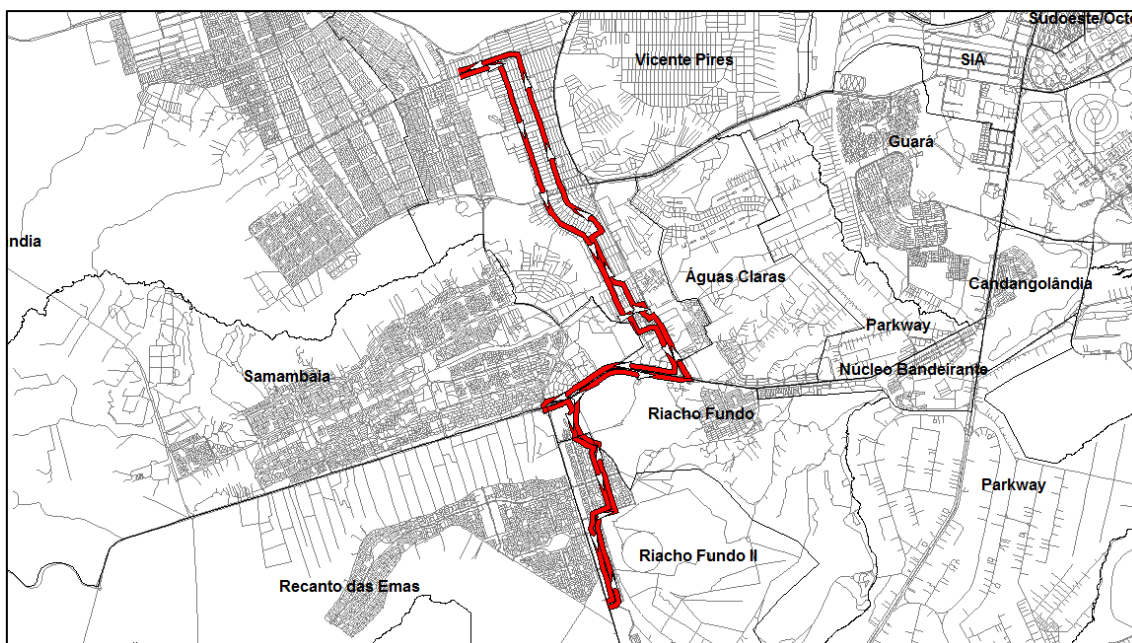 Sudoeste/Octo
Vicente Pires
SIA
Guará
ndia
Águas Claras
Candangolândia
Parkway
Núcleo Bandeirante
Samambaia
Riacho Fundo
Parkway
Riacho Fundo II
Recanto das Emas